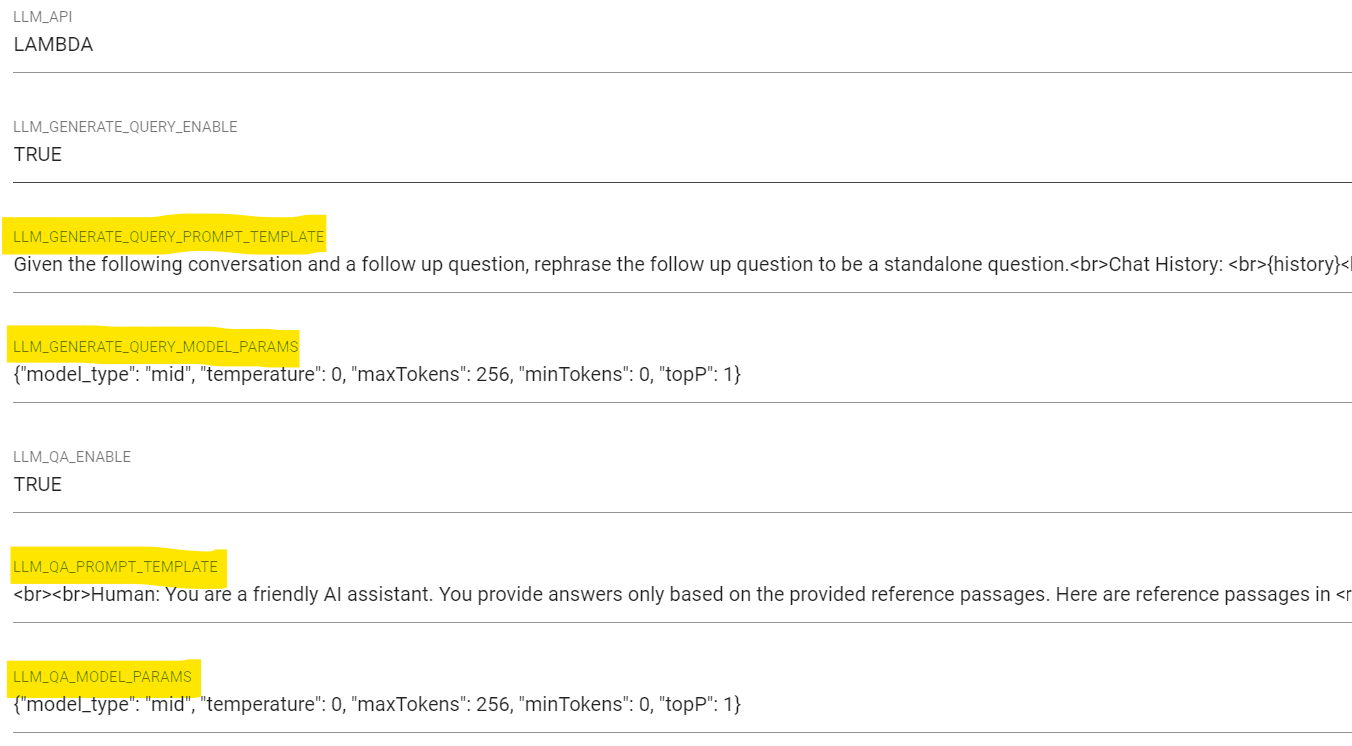 LLM_API
LAMBDA
LLM_GENERATE_QUERY_ENABLE
TRUE
LLM_GENERATE_QUERY_PROMPT_TEMPLATE
Given the following conversation and a follow up question, rephrase the follow up question to be a standalone question.<br>Chat History: <br>{history}<
LLM_GENERATE_QUERY_MODEL_PARAMS
{"model_type": "mid", "temperature": 0, "maxTokens": 256, "minTokens": 0, "topP": 1}
LLM_QA_ENABLE
TRUE
LLM_QA_PROMPT_TEMPLATE
<br><br>Human: You are a friendly AI assistant. You provide answers only based on the provided reference passages. Here are reference passages in <r
LLM_QA_MODEL_PARAMS
{"model_type": "mid", "temperature": 0, "maxTokens": 256, "minTokens": 0, "topP": 1}